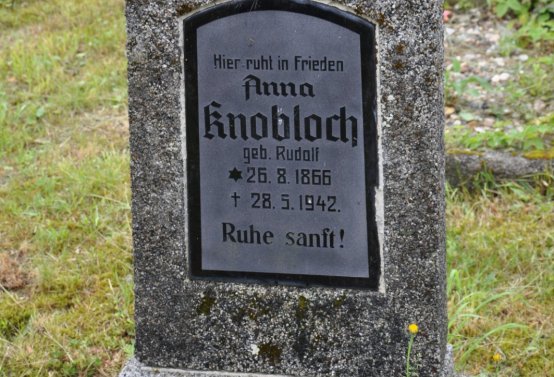 Hier ruht in Frieden
Anna
Knobloch
geb. Rudolf
✶ 26. 8. 1866
✝ 28. 5. 1942.
Ruhe sanft!